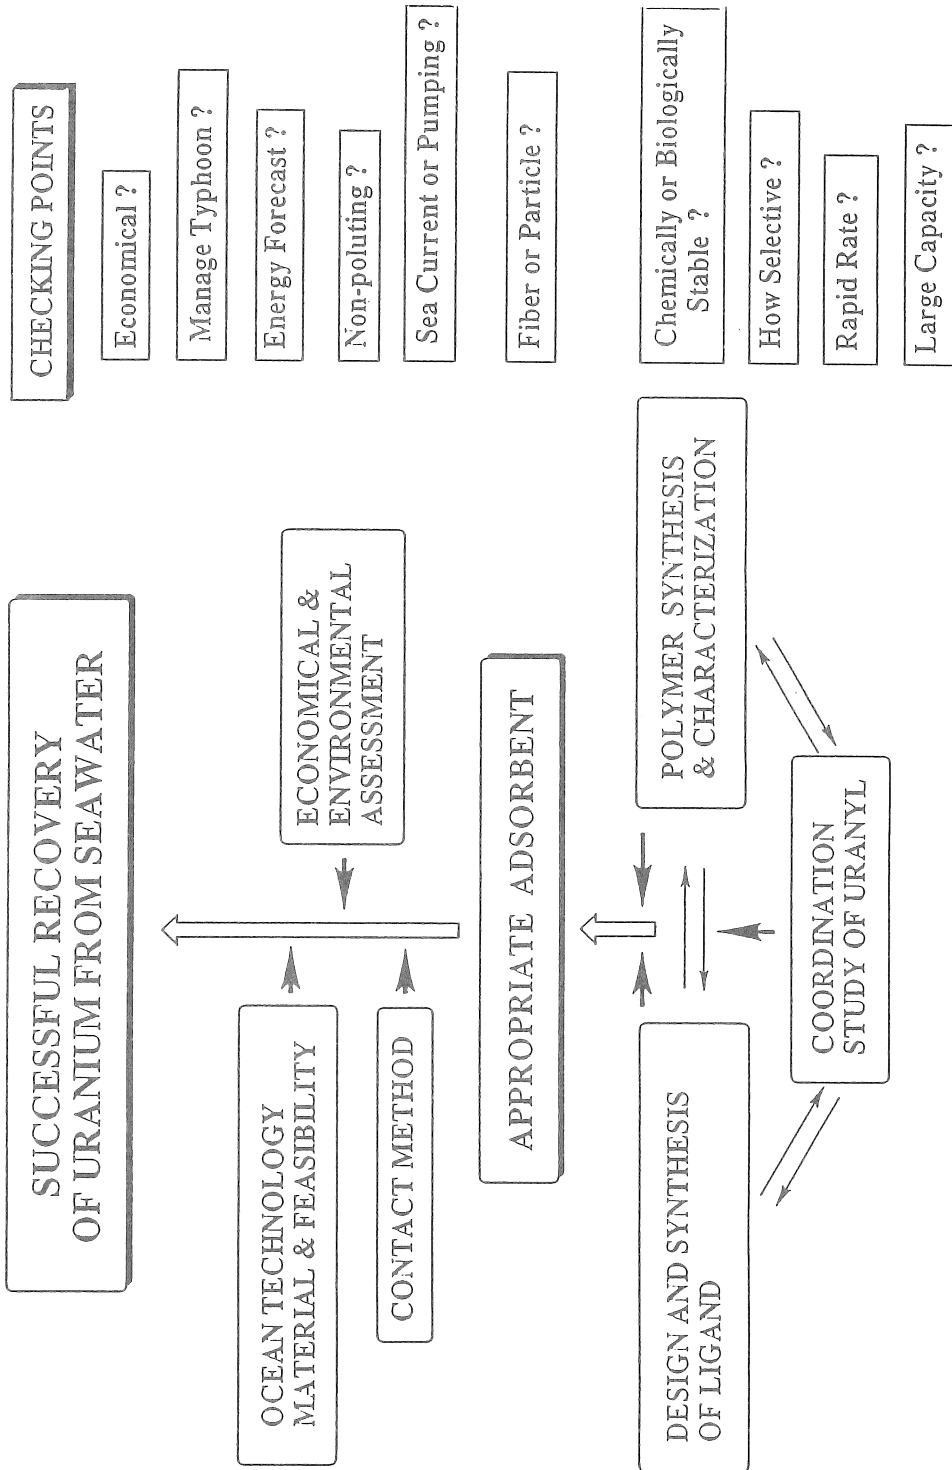 SUCCESSFUL RECOVERY
OF URANIUM FROM SEAWATER
OCEAN TECHNOLOGY
MATERIAL & FEASIBILITY
CONTACT METHOD
ECONOMICAL &
ENVIRONMENTAL
ASSESSMENT
APPROPRIATE ADSORBENT
DESIGN AND SYNTHESIS
OF LIGAND
POLYMER SYNTHESIS
& CHARACTERIZATION
COORDINATION
STUDY OF URANYL
CHECKING POINTS
Economical ?
Manage Typhoon ?
Energy Forecast ?
Non-poluting ?
Sea Current or Pumping ?
Fiber or Particle ?
Chemically or Biologically
Stable ?
How Selective ?
Rapid Rate ?
Large Capacity ?